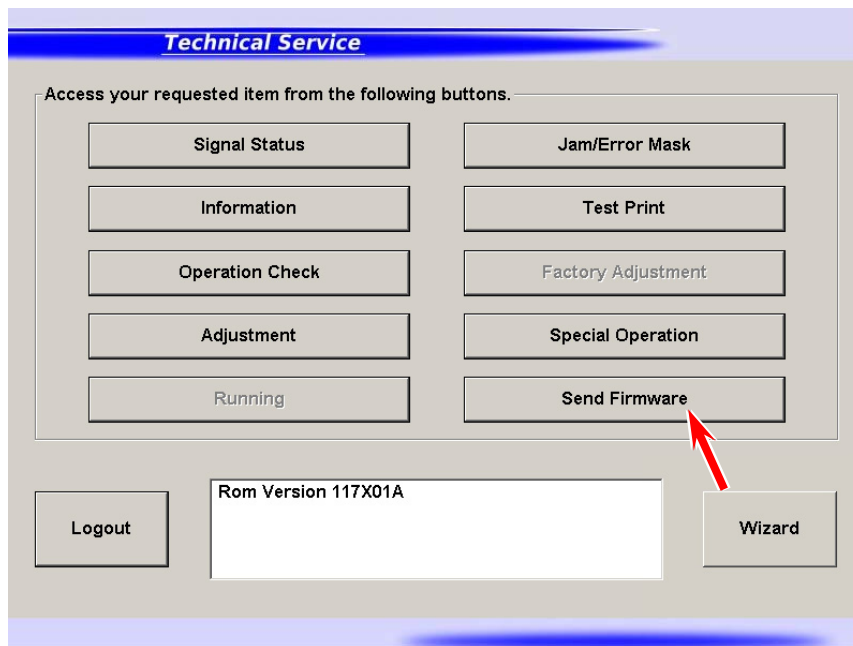 Technical Service
Access your requested item from the following buttons.
Signal Status
Jam/Error Mask
Information
Test Print
Operation Check
Factory Adjustment
Adjustment
Special Operation
Running
Send Firmware
Logout
Rom Version 117X01A
Wizard